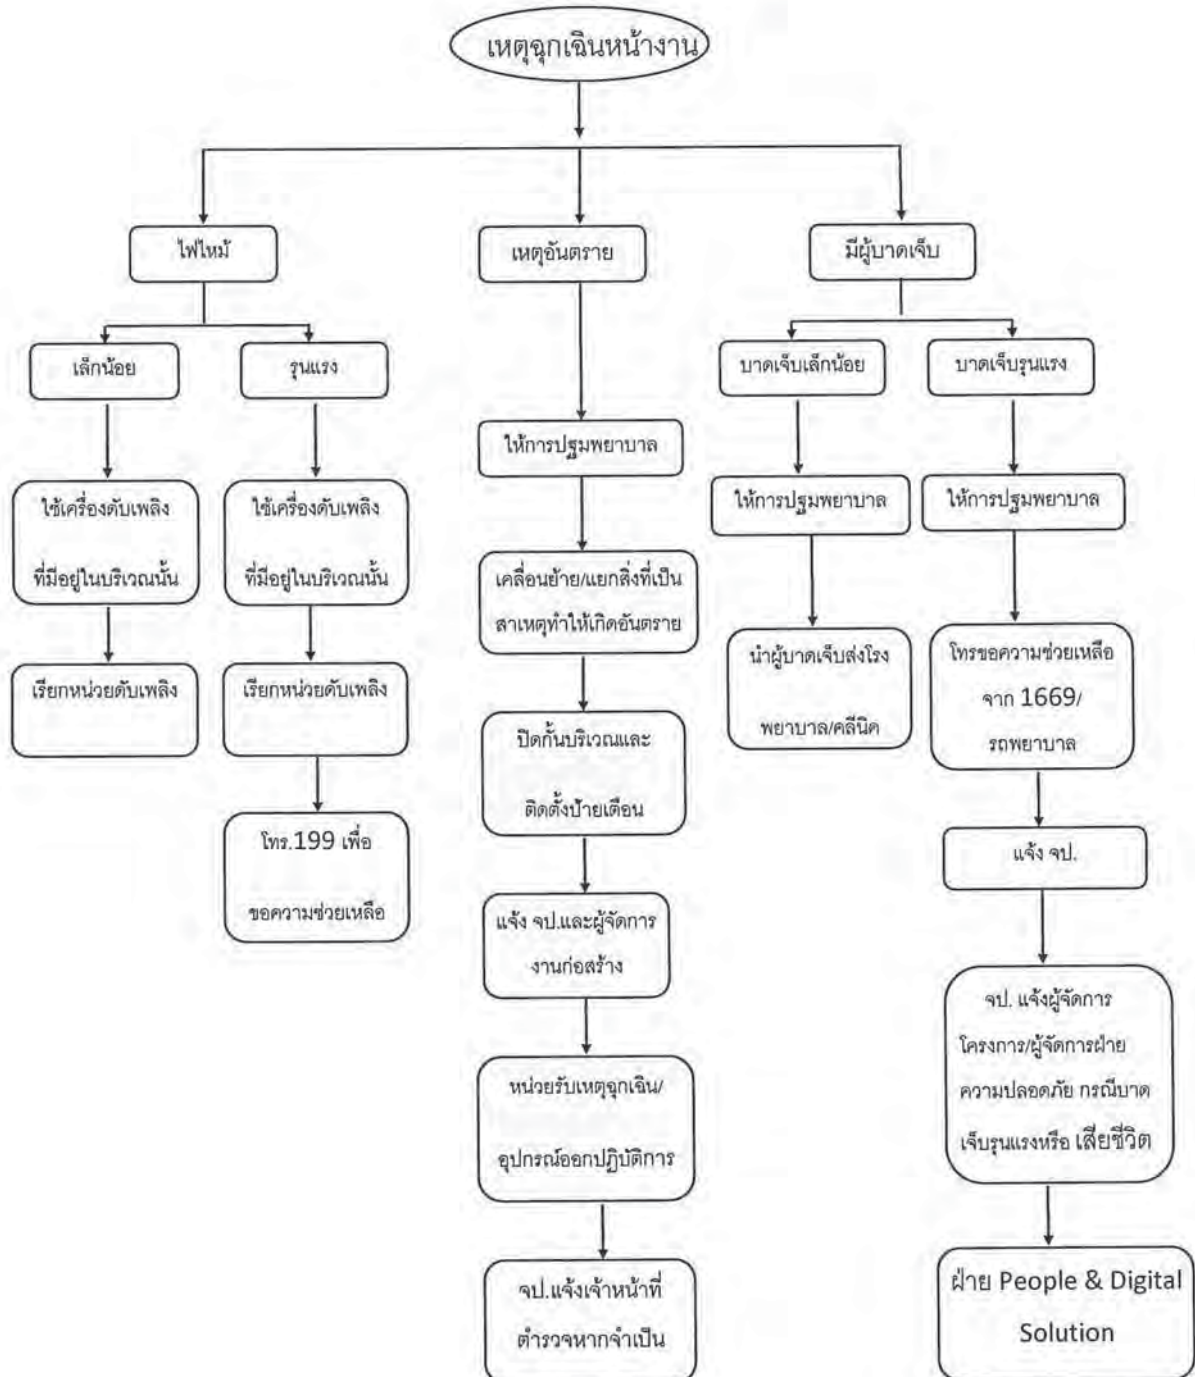 เหตุฉุกเฉินหน้างาน
ไฟไหม้
เหตุอันตราย
มีผู้บาดเจ็บ
เล็กน้อย
รุนแรง
บาดเจ็บเล็กน้อย
บาดเจ็บรุนแรง
ใช้เครื่องดับเพลิง
ที่มีอยู่ในบริเวณนั้น
เรียกหน่วยดับเพลิง
ใช้เครื่องดับเพลิง
ที่มีอยู่ในบริเวณนั้น
เรียกหน่วยดับเพลิง
โทร.199 เพื่อ
ขอความช่วยเหลือ
ให้การปฐมพยาบาล
เคลื่อนย้าย/แยกสิ่งที่เป็น
สาเหตุทำให้เกิดอันตราย
ปิดกั้นบริเวณและ
ติดตั้งป้ายเตือน
แจ้ง จป.และผู้จัดการ
งานก่อสร้าง
หน่วยรับเหตุฉุกเฉิน/
อุปกรณ์ออกปฏิบัติการ
จป.แจ้งเจ้าหน้าที่
ตำรวจหากจำเป็น
ให้การปฐมพยาบาล
นำผู้บาดเจ็บส่งโรง
พยาบาล/คลีนิค
ให้การปฐมพยาบาล
โทรขอความช่วยเหลือ
จาก 1669/
รถพยาบาล
แจ้ง จป.
จป. แจ้งผู้จัดการ
โครงการ/ผู้จัดการฝ่าย
ความปลอดภัย กรณีบาด
เจ็บรุนแรงหรือ เสียชีวิต
ฝ่าย People & Digital
Solution